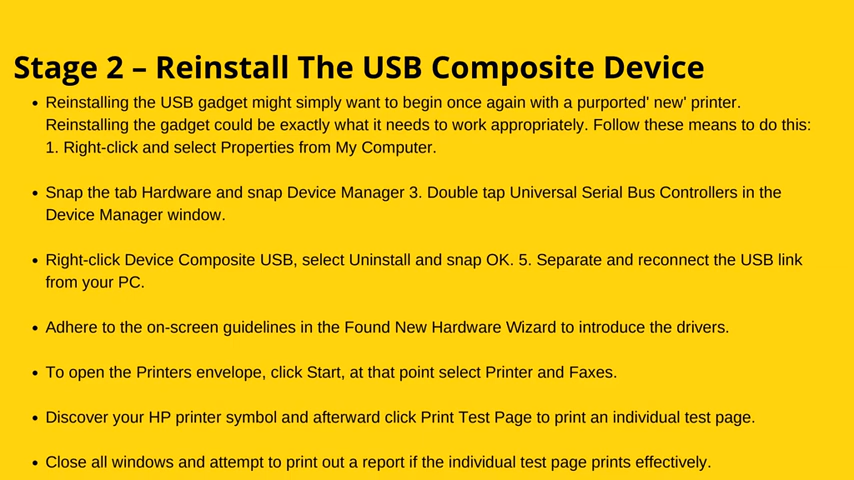 Stage 2 – Reinstall The USB Composite Device
• Reinstalling the USB gadget might simply want to begin once again with a purported' new' printer.
Reinstalling the gadget could be exactly what it needs to work appropriately. Follow these means to do this:
1. Right-click and select Properties from My Computer.
• Snap the tab Hardware and snap Device Manager 3. Double tap Universal Serial Bus Controllers in the
Device Manager window.
• Right-click Device Composite USB, select Uninstall and snap OK. 5. Separate and reconnect the USB link
from your PC.
• Adhere to the on-screen guidelines in the Found New Hardware Wizard to introduce the drivers.
• To open the Printers envelope, click Start, at that point select Printer and Faxes.
• Discover your HP printer symbol and afterward click Print Test Page to print an individual test page.
• Close all windows and attempt to print out a report if the individual test page prints effectively.